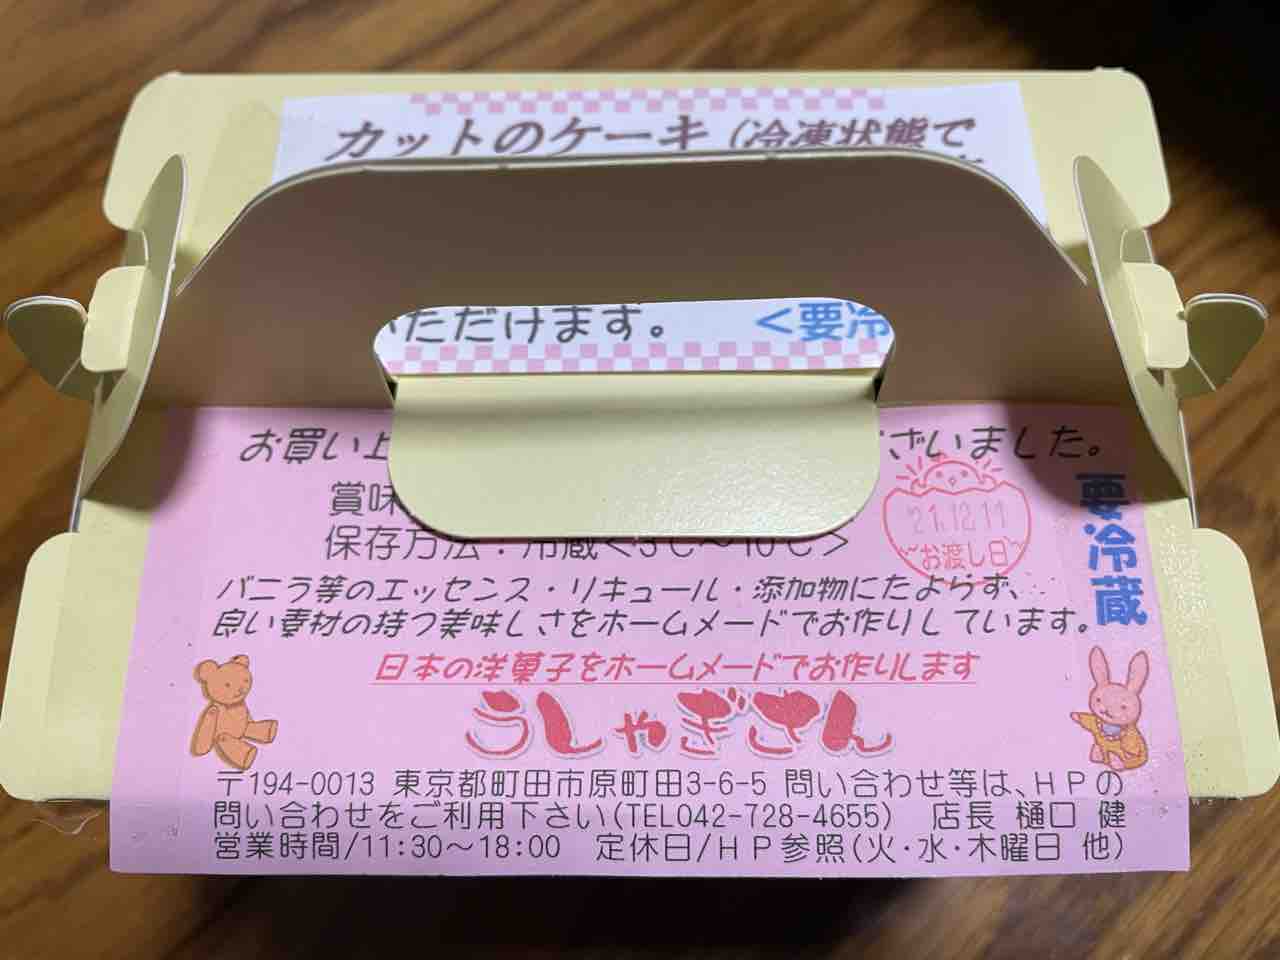 カットのケーキ（冷凍状態で
いただけます。 ＜要冷
お買い上 ございました。
賞味
保存方法：冷蔵＜3℃～10℃＞
'21.12.11
お渡し日
要冷蔵
バニラ等のエッセンス・リキュール・添加物にたよらず、
良い素材の持つ美味しさをホームメードでお作りしています。
日本の洋菓子をホームメードでお作りします
うしゃぎさん
〒194-0013 東京都町田市原町田3-6-5 問い合わせ等は、HPの
問い合わせをご利用下さい(TEL042-728-4655) 店長 樋口 健
営業時間/11:30～18:00 定休日/HP参照(火・水・木曜日 他)